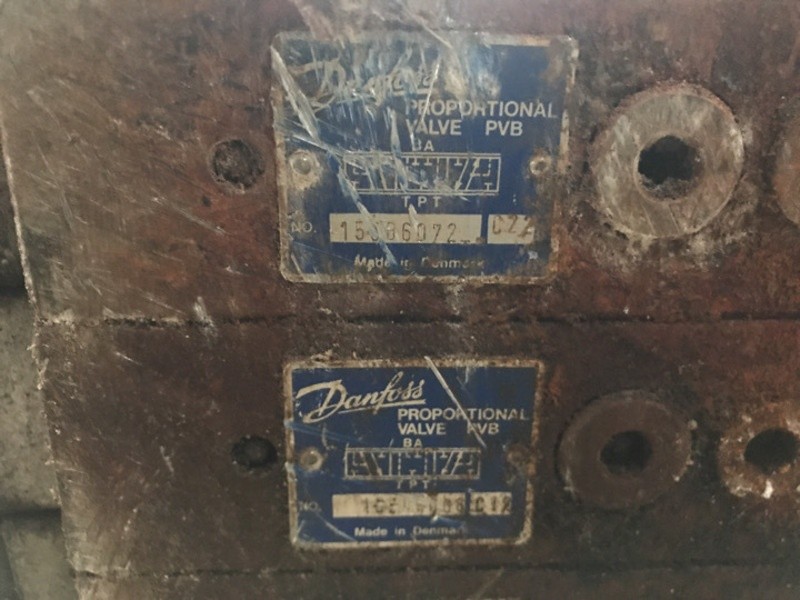 Danfoss
PROPORTIONAL
VALVE PVB
BA
TPT
NO.
Made in Denmark
Danfoss
PROPORTIONAL
VALVE PVB
BA
TPT
NO.
Made in Denmark